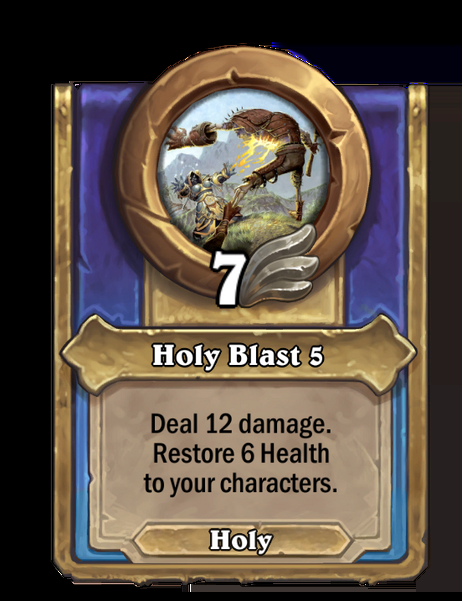 7
Holy Blast 5
Deal 12 damage.
Restore 6 Health
to your characters.
Holy